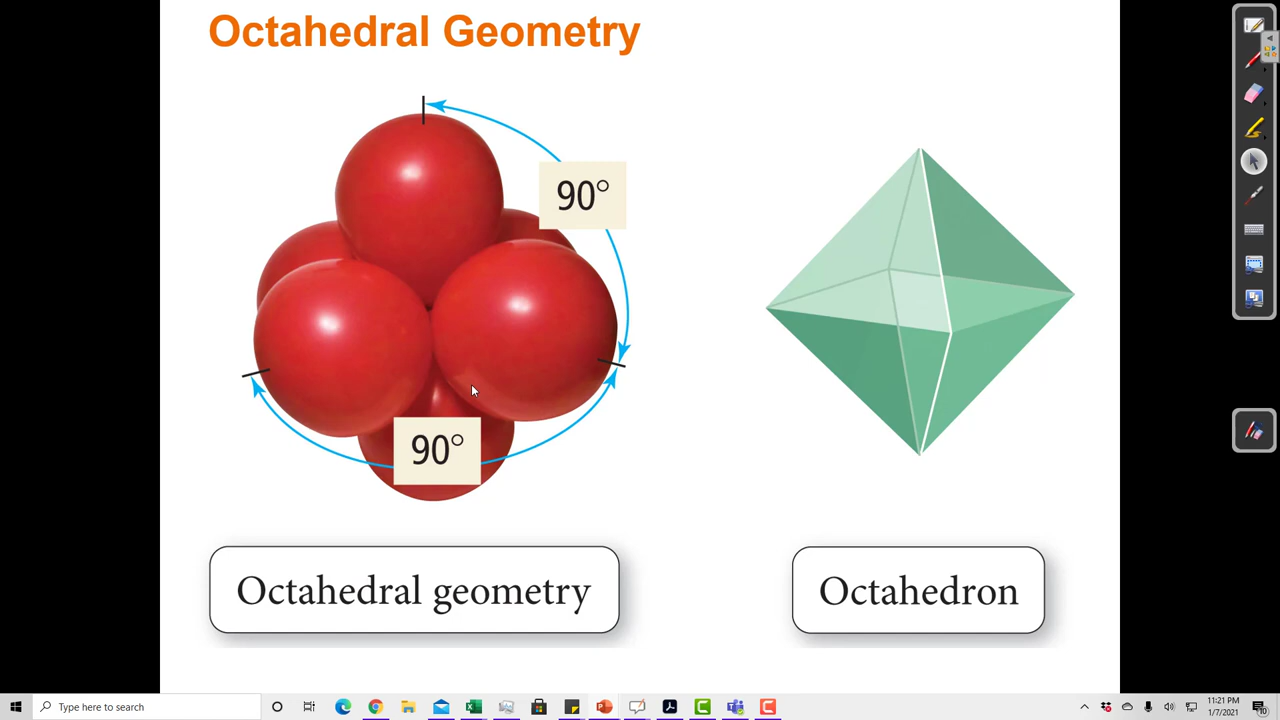 Octahedral Geometry
90°
90°
Octahedral geometry
Octahedron
Type here to search
11:21 PM
1/7/2021